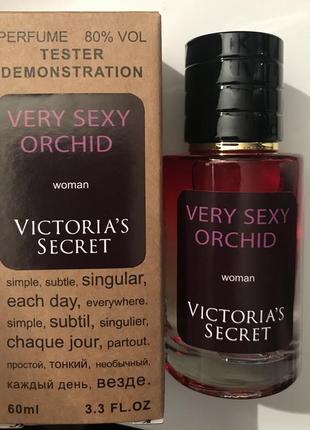 PERFUME 80% VOL
TESTER
DEMONSTRATION
VERY SEXY
ORCHID
woman
VICTORIA'S
SECRET
simple, subtle, singular,
each day, everywhere.
simple, subtil, singulier,
chaque jour, partout.
простой, тонкий, необычный,
каждый день, везде.
60ml 3.3 FL.OZ
VERY SEXY
ORCHID
woman
VICTORIA'S
SECRET